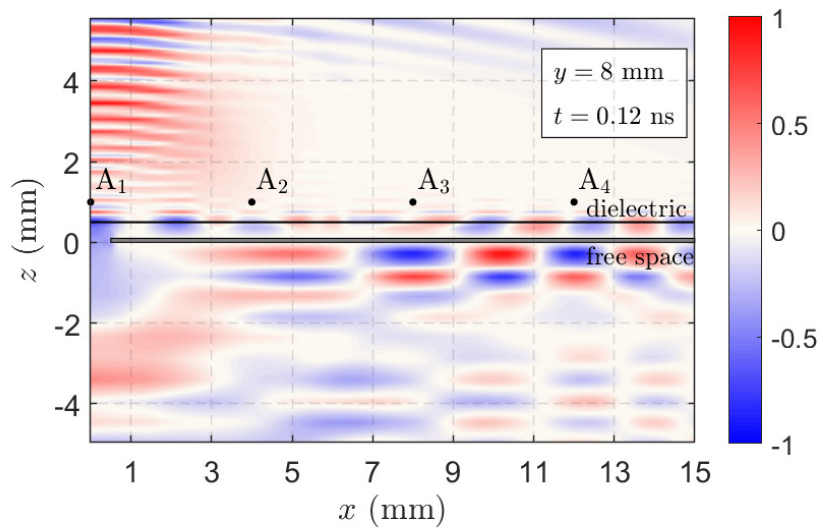 y = 8 mm
t = 0.12 ns
A₁
A₂
A₃
A₄
dielectric
free space
4
2
0
-2
-4
z (mm)
1
3
5
7
9
11
13
15
x (mm)
1
0.5
0
-0.5
-1